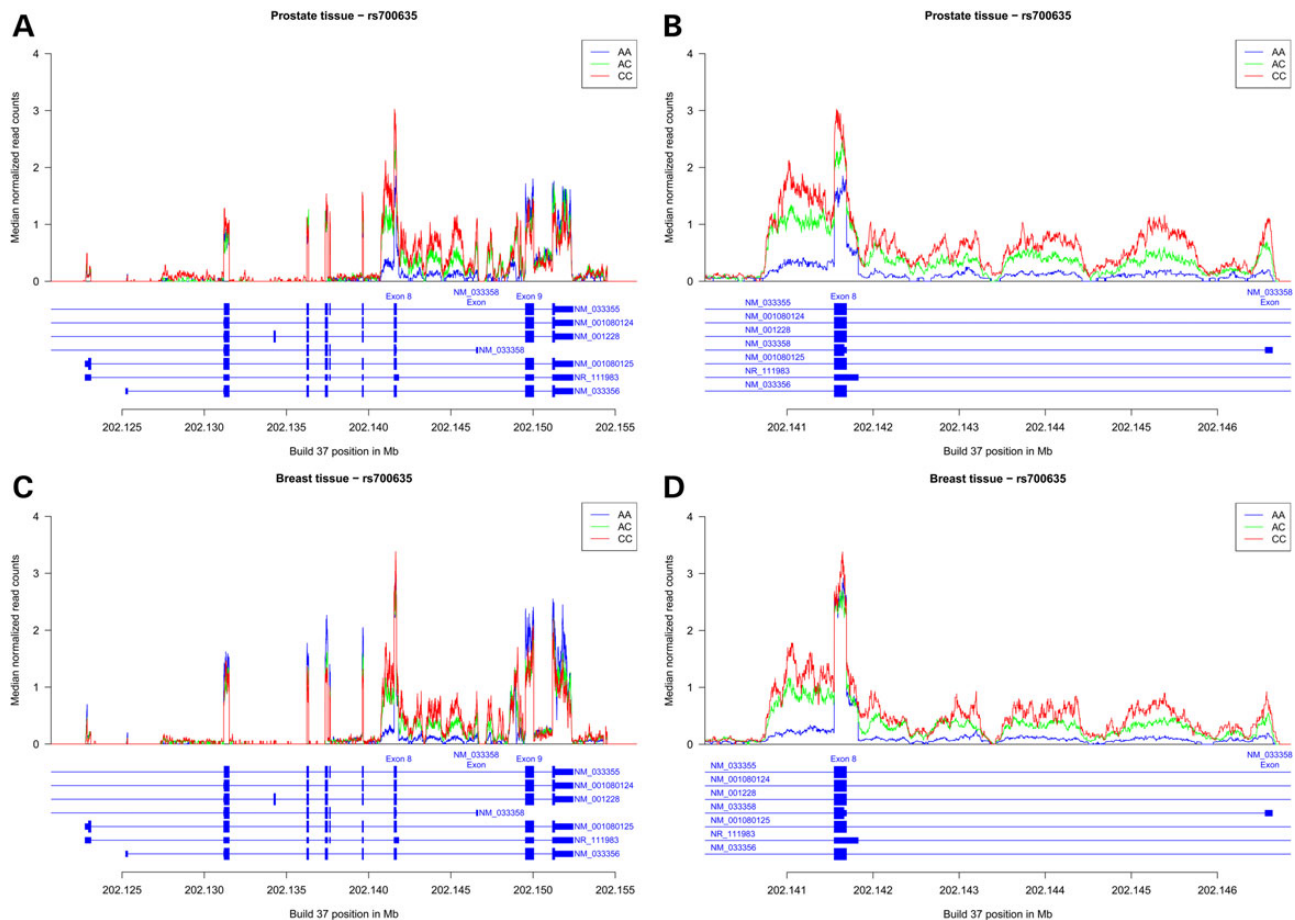 A
Prostate tissue – rs700635
Median normalized read counts
4
3
2
1
0
AA
AC
CC
Exon 8
NM_033358
Exon
Exon 9
NM_033355
NM_001080124
NM_001228
NM_033358
NM_001080125
NR_111983
NM_033356
202.125 202.130 202.135 202.140 202.145 202.150 202.155
Build 37 position in Mb
B
Prostate tissue – rs700635
Median normalized read counts
4
3
2
1
0
AA
AC
CC
NM_033358
Exon
Exon 8
NM_033355
NM_001080124
NM_001228
NM_033358
NM_001080125
NR_111983
NM_033356
202.141 202.142 202.143 202.144 202.145 202.146
Build 37 position in Mb
C
Breast tissue – rs700635
Median normalized read counts
4
3
2
1
0
AA
AC
CC
Exon 8
NM_033358
Exon
Exon 9
NM_033355
NM_001080124
NM_001228
NM_033358
NM_001080125
NR_111983
NM_033356
202.125 202.130 202.135 202.140 202.145 202.150 202.155
Build 37 position in Mb
D
Breast tissue – rs700635
Median normalized read counts
4
3
2
1
0
AA
AC
CC
NM_033358
Exon
Exon 8
NM_033355
NM_001080124
NM_001228
NM_033358
NM_001080125
NR_111983
NM_033356
202.141 202.142 202.143 202.144 202.145 202.146
Build 37 position in Mb